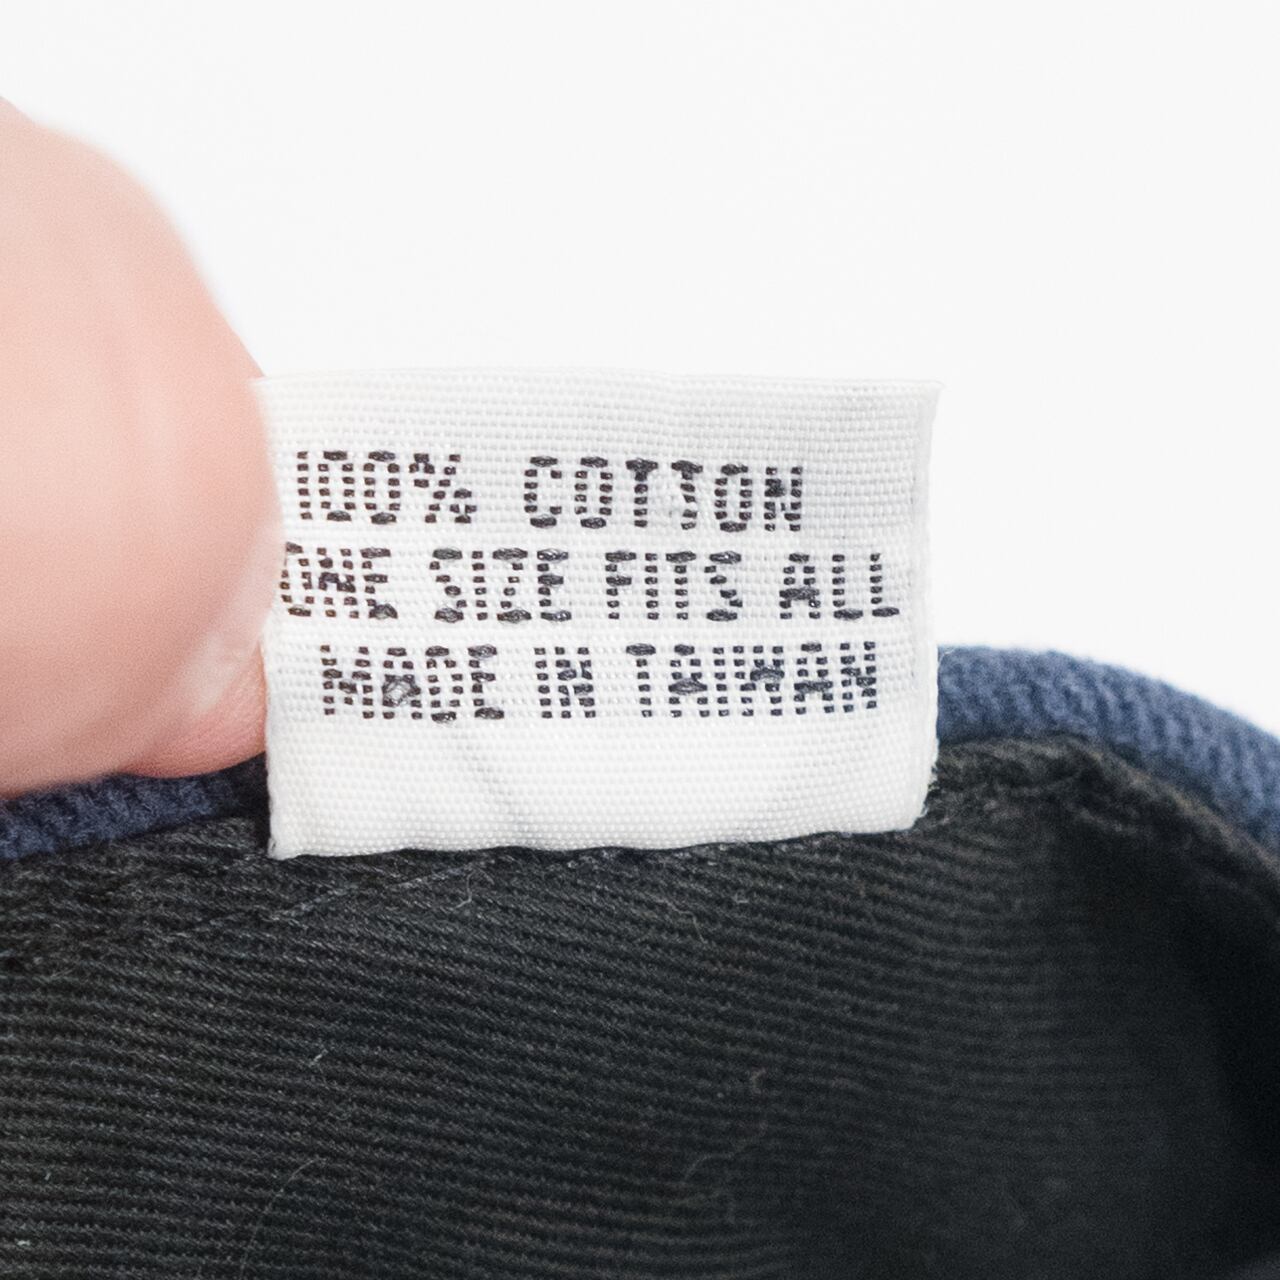 100% COTTON
ONE SIZE FITS ALL
MADE IN TAIWAN